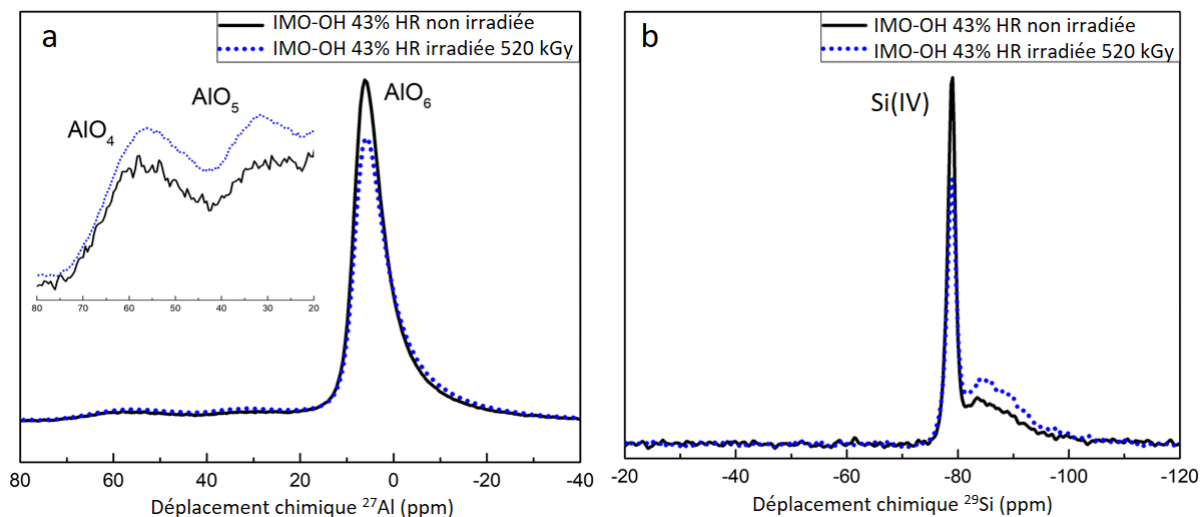 a
IMO-OH 43% HR non irradiée
IMO-OH 43% HR irradiée 520 kGy
AlO4
AlO5
AlO6
80 70 60 50 40 30 20
80 60 40 20 0 -20 -40
Déplacement chimique 27Al (ppm)
b
IMO-OH 43% HR non irradiée
IMO-OH 43% HR irradiée 520 kGy
Si(IV)
-20 -40 -60 -80 -100 -120
Déplacement chimique 29Si (ppm)